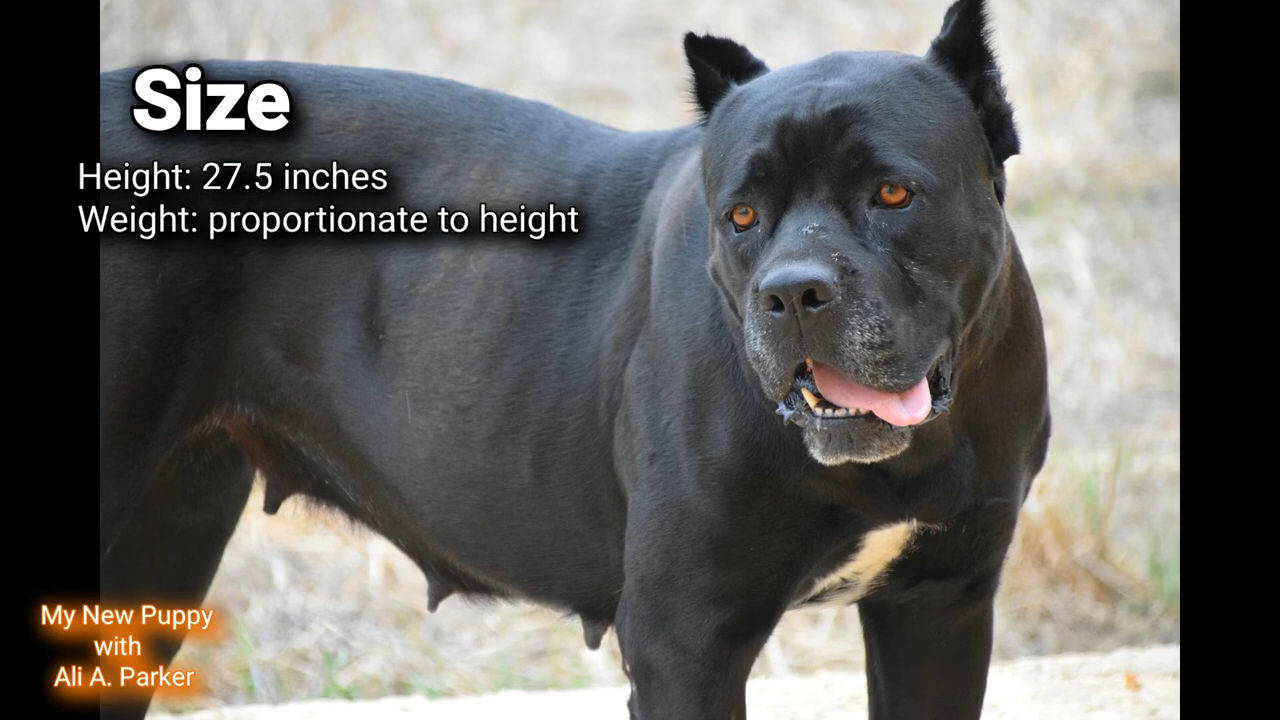 Size
Height: 27.5 inches
Weight: proportionate to height
My New Puppy
with
Ali A. Parker